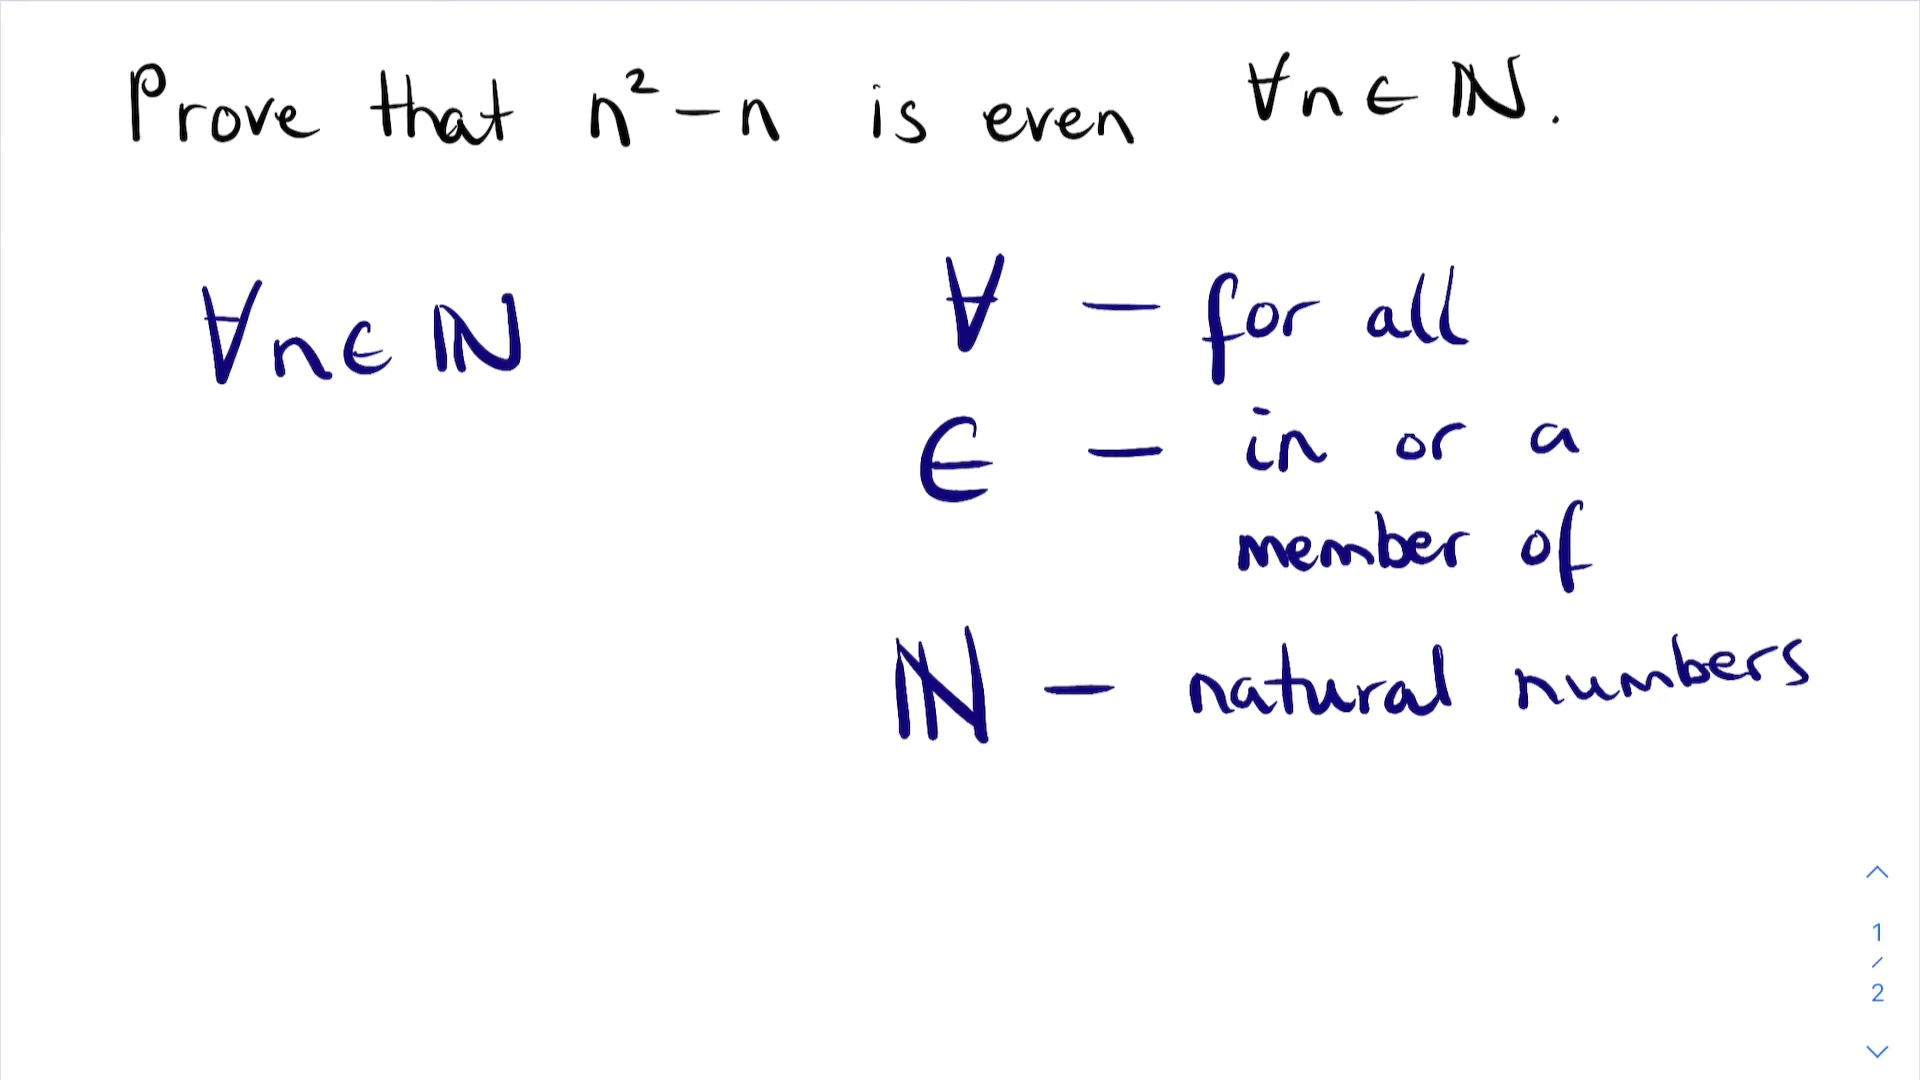 Prove that n² - n is even ∀n∈ℕ.
∀n∈ℕ
∀ - for all
∈ - in or a
member of
ℕ - natural numbers
1
/
2